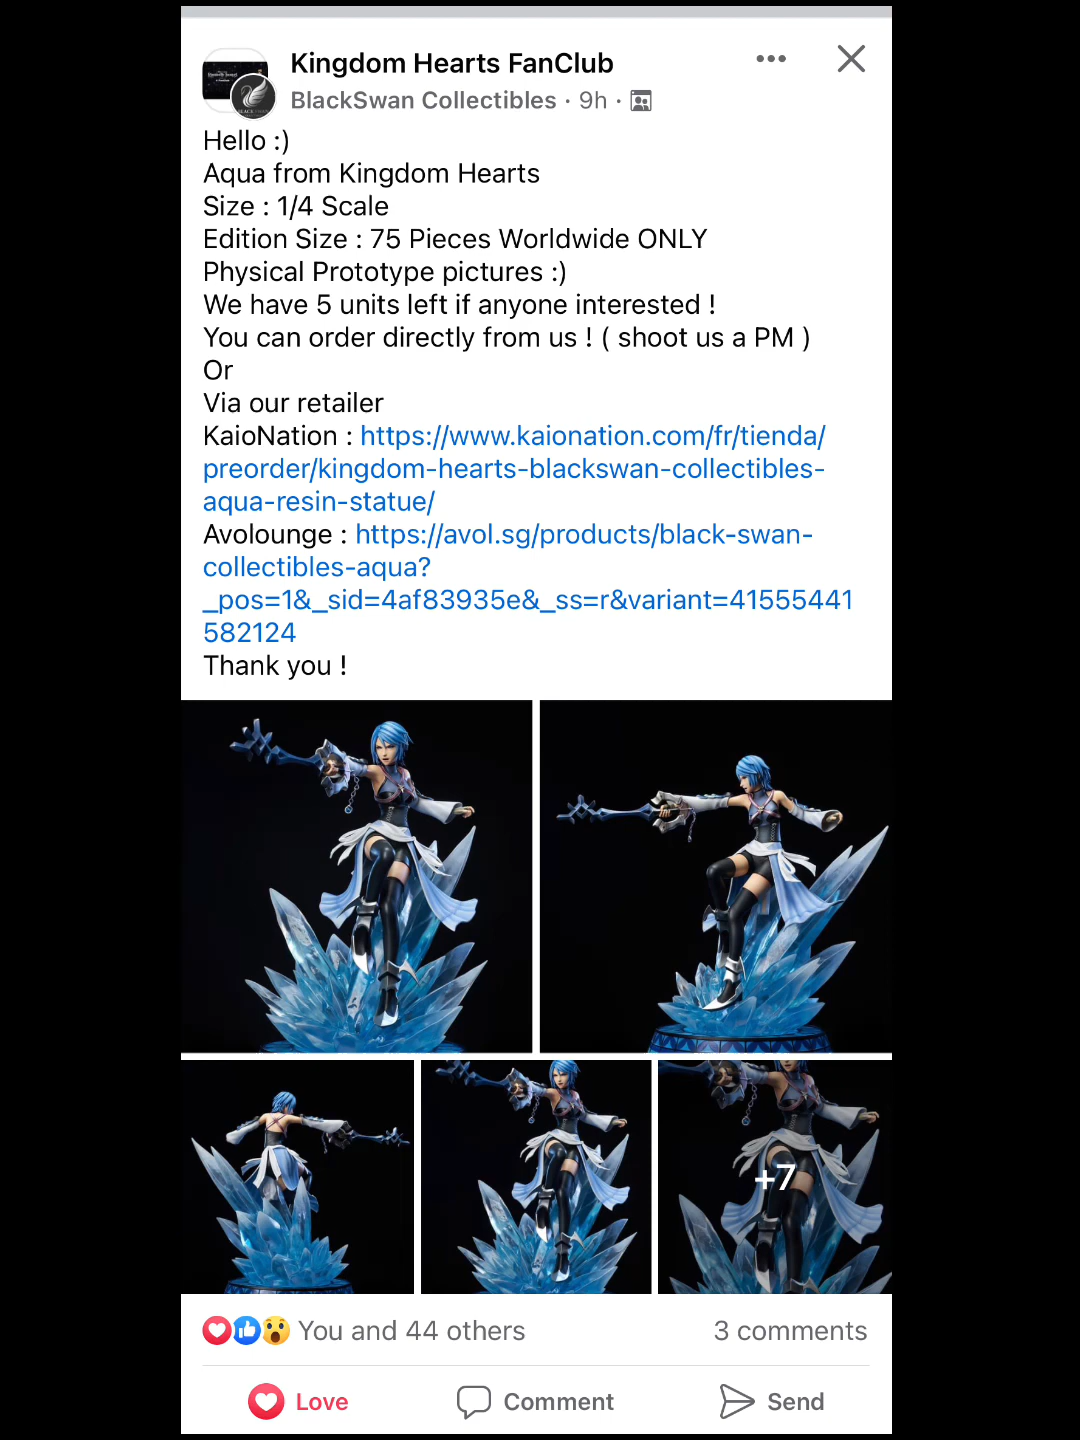 Kingdom Hearts FanClub
BlackSwan Collectibles · 9h ·
Hello :)
Aqua from Kingdom Hearts
Size : 1/4 Scale
Edition Size : 75 Pieces Worldwide ONLY
Physical Prototype pictures :)
We have 5 units left if anyone interested !
You can order directly from us ! ( shoot us a PM )
Or
Via our retailer
KaioNation : https://www.kaionation.com/fr/tienda/
preorder/kingdom-hearts-blackswan-collectibles-
aqua-resin-statue/
Avolounge : https://avol.sg/products/black-swan-
collectibles-aqua?
_pos=1&_sid=4af83935e&_ss=r&variant=41555441
582124
Thank you !
+7
You and 44 others
3 comments
Love
Comment
Send